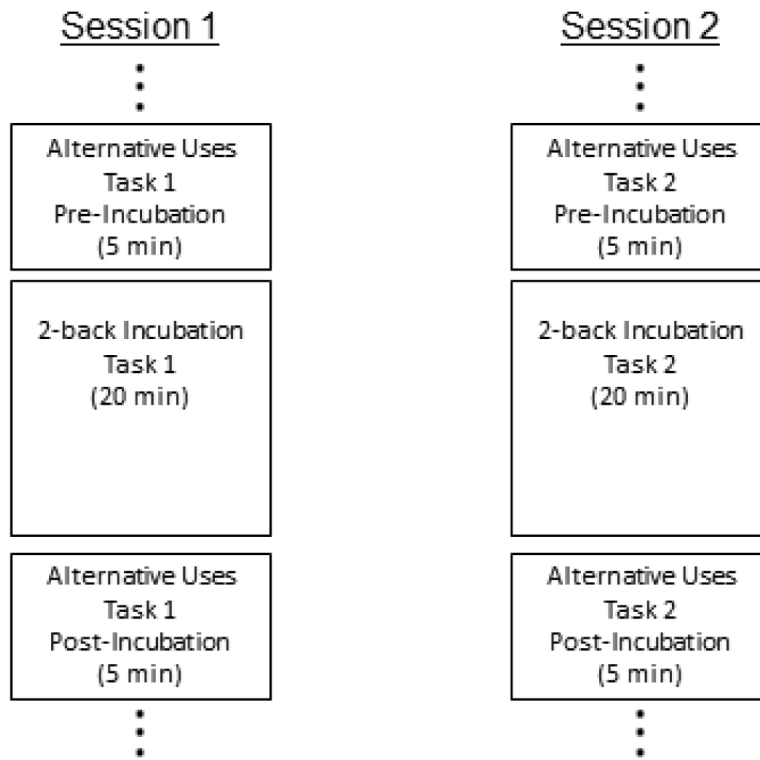 Session 1
Alternative Uses
Task 1
Pre-Incubation
(5 min)
2-back Incubation
Task 1
(20 min)
Alternative Uses
Task 1
Post-Incubation
(5 min)
Session 2
Alternative Uses
Task 2
Pre-Incubation
(5 min)
2-back Incubation
Task 2
(20 min)
Alternative Uses
Task 2
Post-Incubation
(5 min)